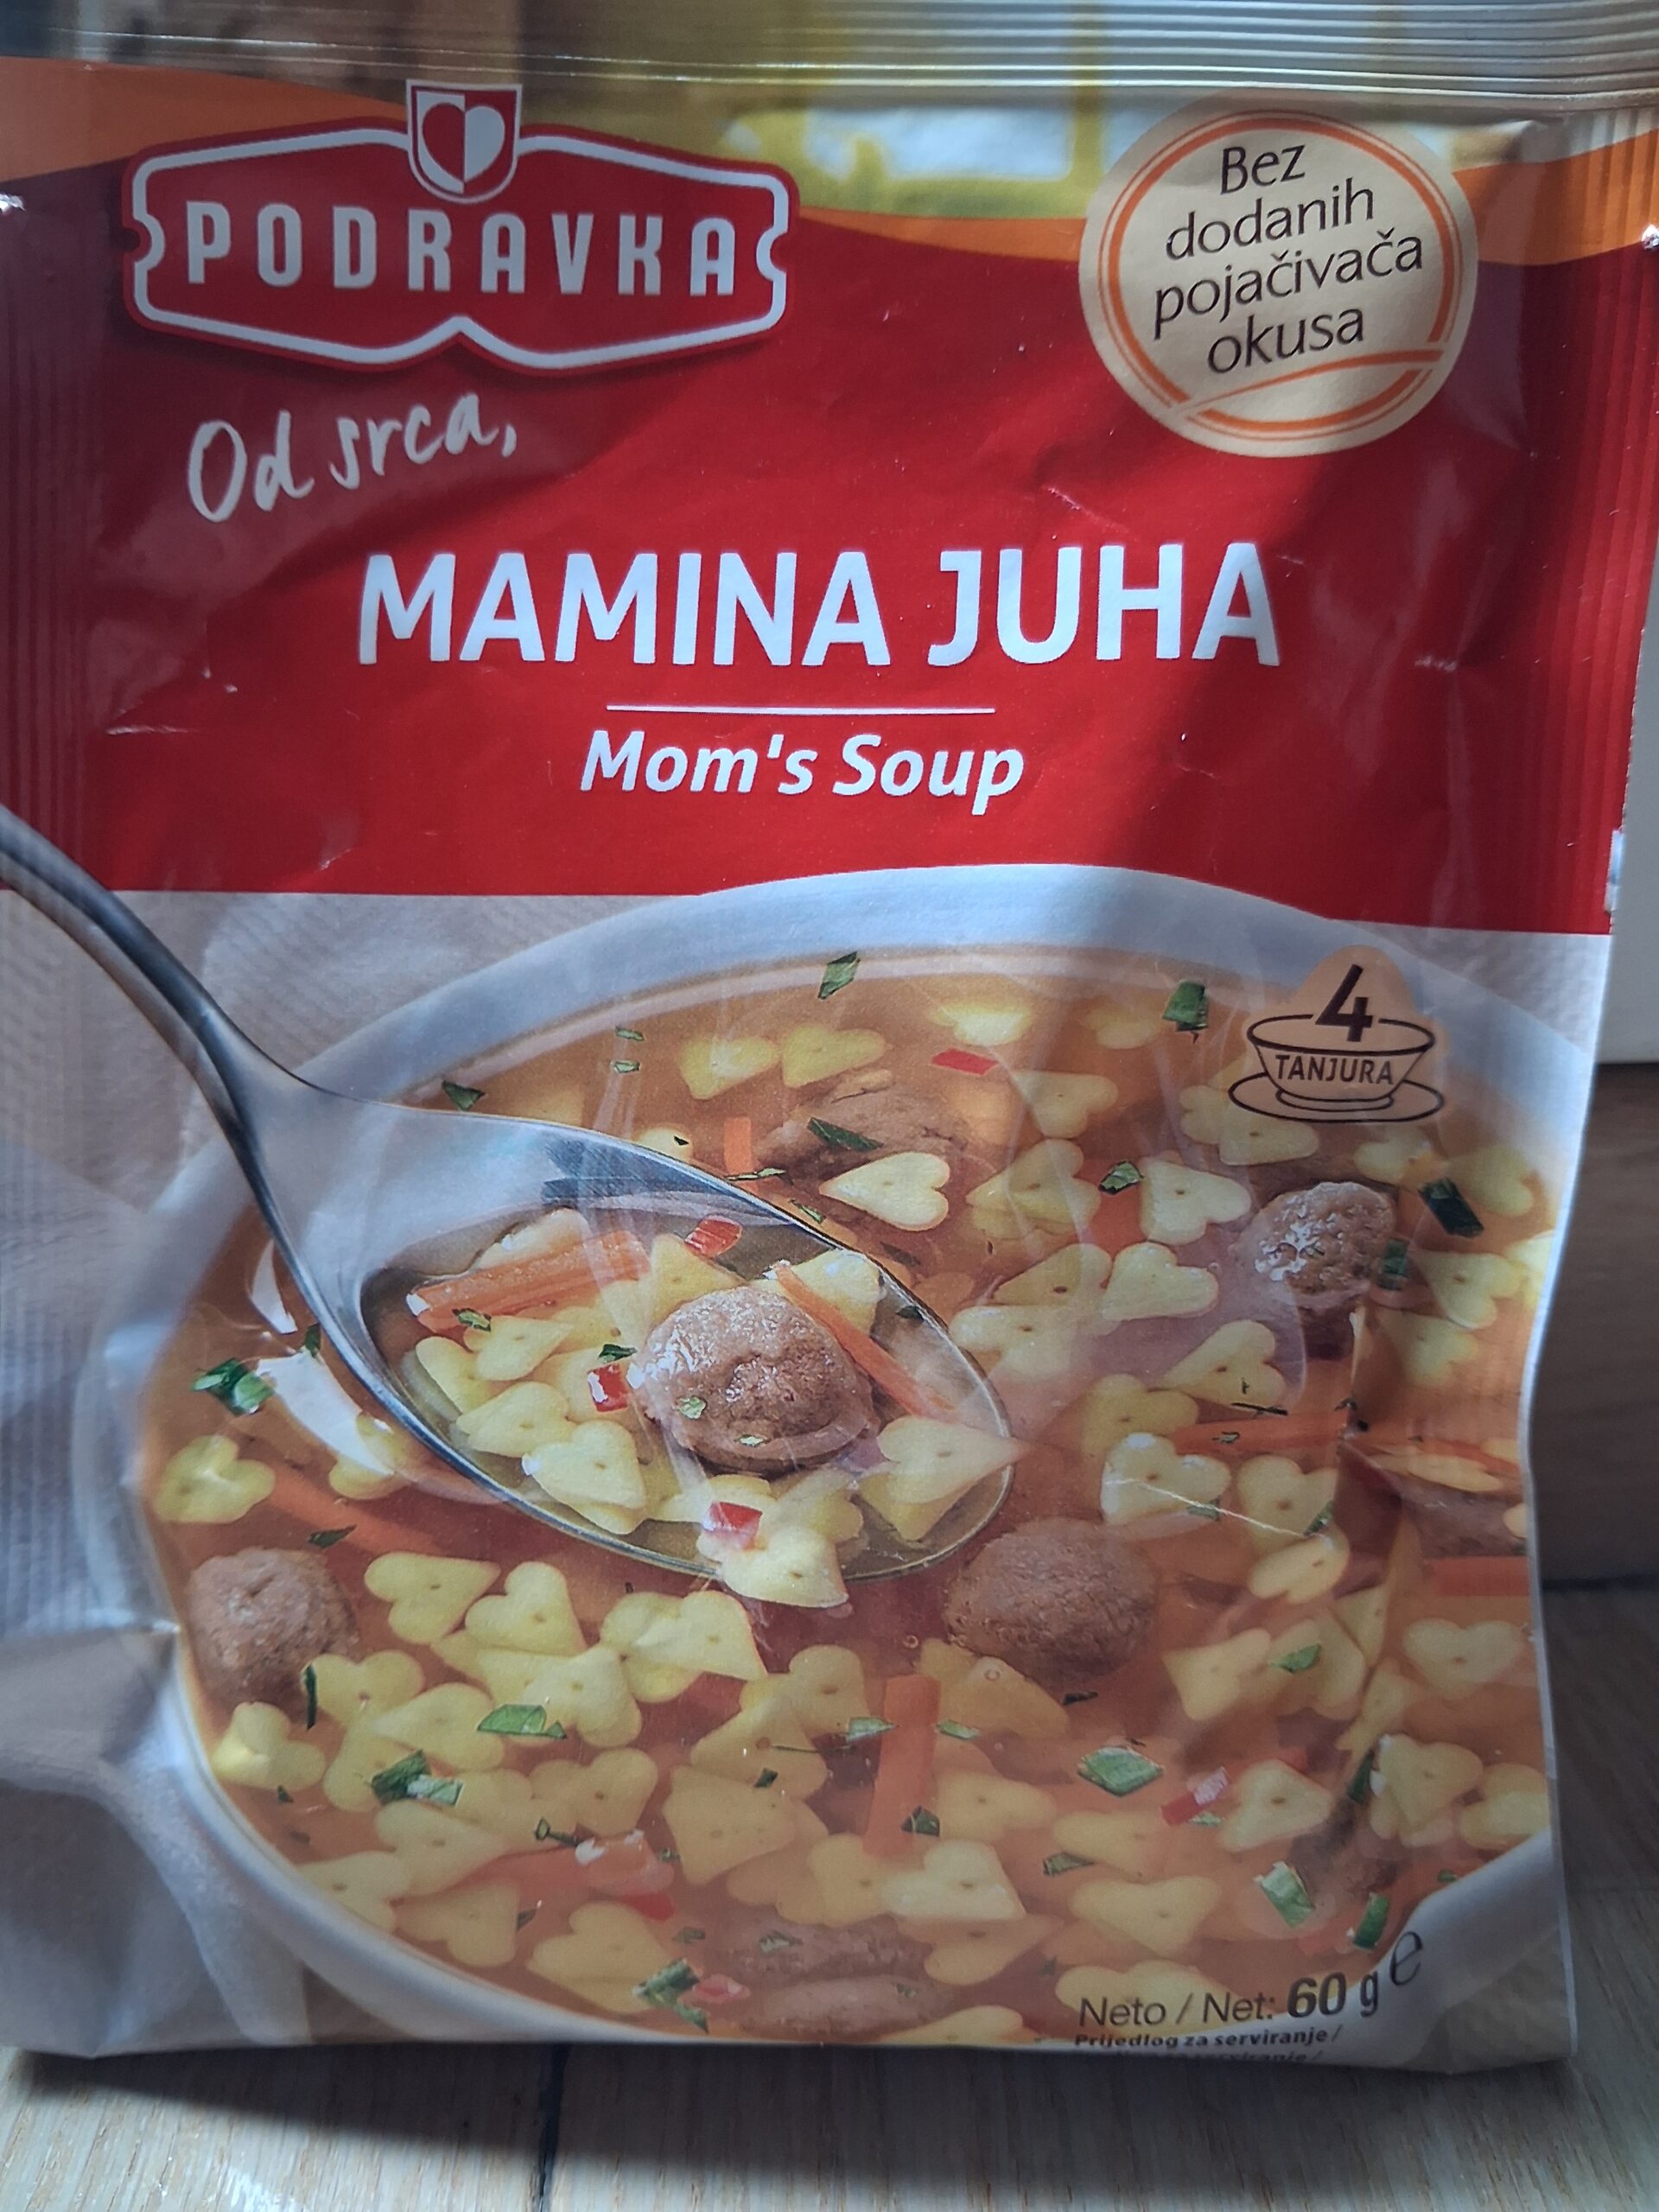 PODRAVKA
Bez
dodanih
pojačivača
okusa
Od srca,
MAMINA JUHA
Mom's Soup
4
TANJURA
Neto / Net: 60 g e
Prijedlog za serviranje /